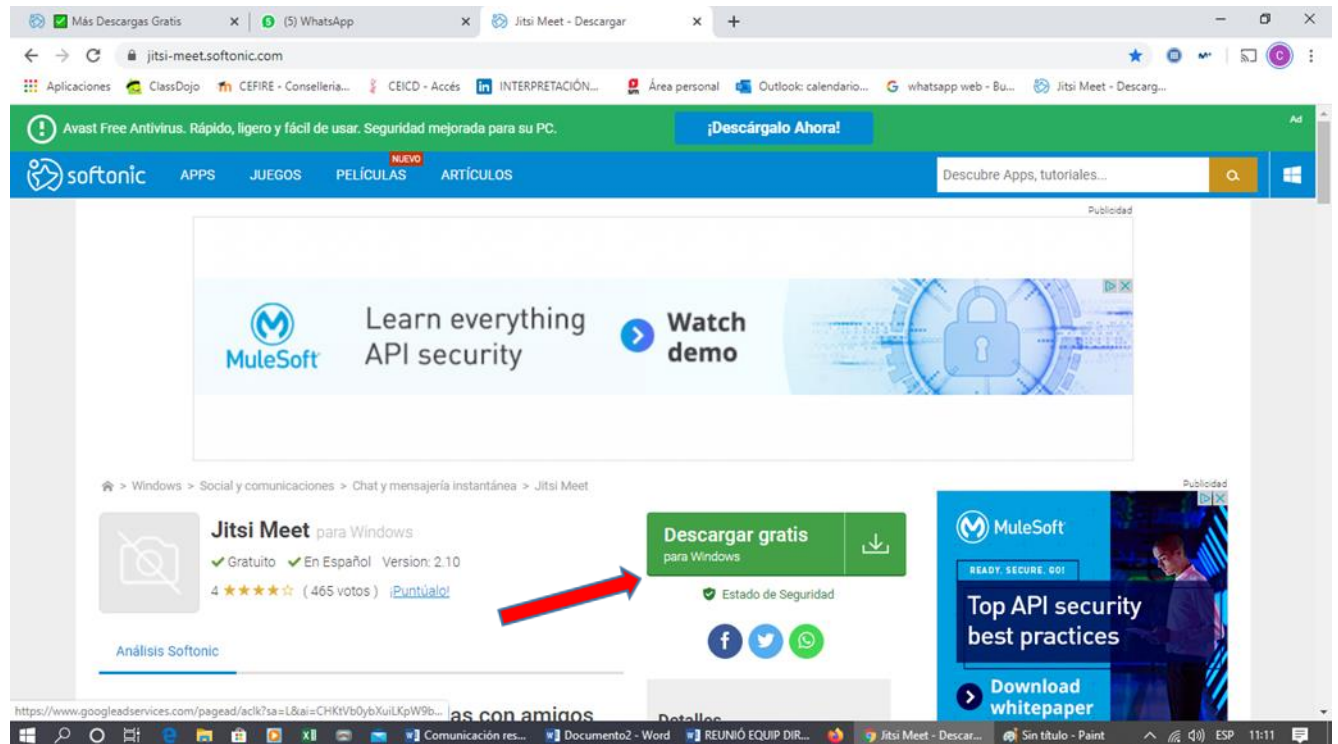 Más Descargas Gratis
(5) WhatsApp
Jitsi Meet - Descargar
jitsi-meet.softonic.com
Aplicaciones ClassDojo CEFIRE - Conselleria... CEICD - Accés INTERPRETACIÓN... Área personal Outlook: calendario... whatsapp web - Bu... Jitsi Meet - Descarg...
Avast Free Antivirus. Rápido, ligero y fácil de usar. Seguridad mejorada para su PC.
¡Descárgalo Ahora!
Ad
softonic
APPS JUEGOS PELÍCULAS ARTÍCULOS
NUEVO
Descubre Apps, tutoriales...
Publicidad
MuleSoft
Learn everything
API security
Watch
demo
> Windows > Social y comunicaciones > Chat y mensajería instantánea > Jitsi Meet
Jitsi Meet para Windows
Gratuito En Español Version: 2.10
4 ★★★★☆ ( 465 votos ) ¡Puntúalo!
Descargar gratis
para Windows
Estado de Seguridad
Análisis Softonic
Publicidad
MuleSoft
READY. SECURE. GO!
Top API security
best practices
Download
whitepaper
as con amigos
Detalles
https://www.googleadservices.com/pagead/aclk?sa=L&ai=
Comunicación res... Documento2 - Word REUNIÓ EQUIP DIR... Jitsi Meet - Descar... Sin título - Paint ESP 11:11